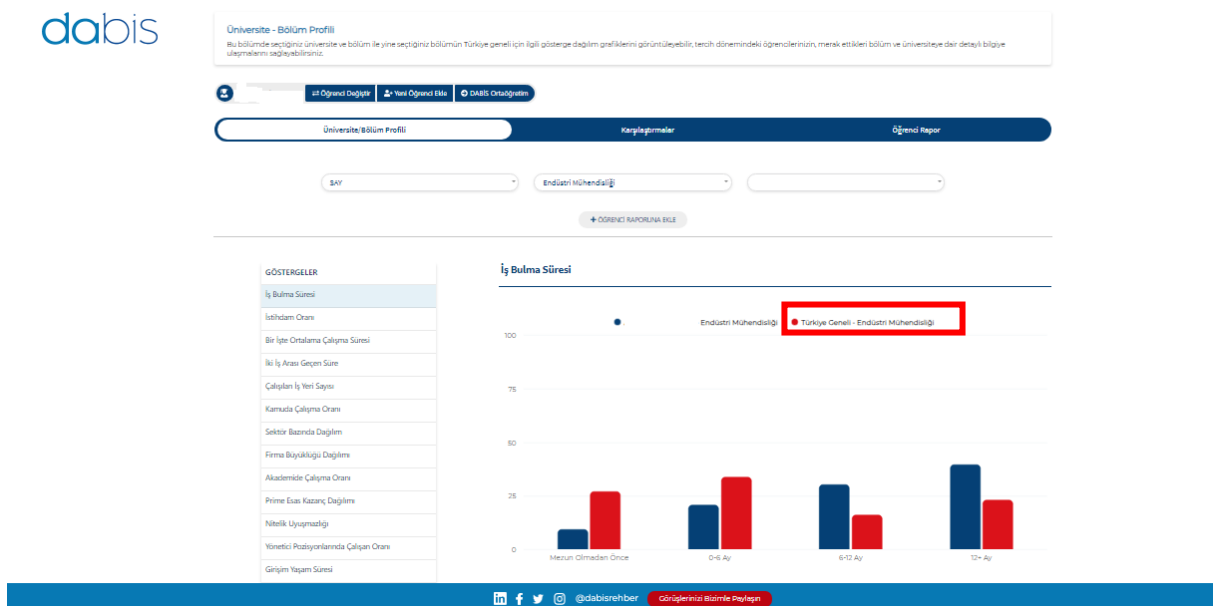 dabis
Üniversite - Bölüm Profili
Bu bölümde seçtiğiniz üniversite ve bölüm ile yine seçtiğiniz bölümün Türkiye geneli için ilgili gösterge dağılım grafiklerini görüntüleyebilir, tercih dönemindeki öğrencilerinizin, merak ettikleri bölüm ve üniversiteye dair detaylı bilgiye
ulaşmalarını sağlayabilirsiniz.
Öğrenci Değiştir Yeni Öğrenci Ekle DABİS Ortaöğretim
Üniversite/Bölüm Profili Karşılaştırmalar Öğrenci Rapor
SAY Endüstri Mühendisliği
+ ÖĞRENCİ RAPORUNA EKLE
GÖSTERGELER
İş Bulma Süresi
İstihdam Oranı
Bir İşte Ortalama Çalışma Süresi
İki İş Arası Geçen Süre
Çalışılan İş Yeri Sayısı
Kamuda Çalışma Oranı
Sektör Bazında Dağılım
Firma Büyüklüğü Dağılımı
Akademide Çalışma Oranı
Prime Esas Kazanç Dağılımı
Nitelik Uyuşmazlığı
Yönetici Pozisyonlarında Çalışan Oranı
Girişim Yaşam Süresi
İş Bulma Süresi
Endüstri Mühendisliği Türkiye Geneli - Endüstri Mühendisliği
100
75
50
25
0
Mezun Olmadan Önce 0-6 Ay 6-12 Ay 12+ Ay
@dabisrehber Görüşlerinizi Bizimle Paylaşın